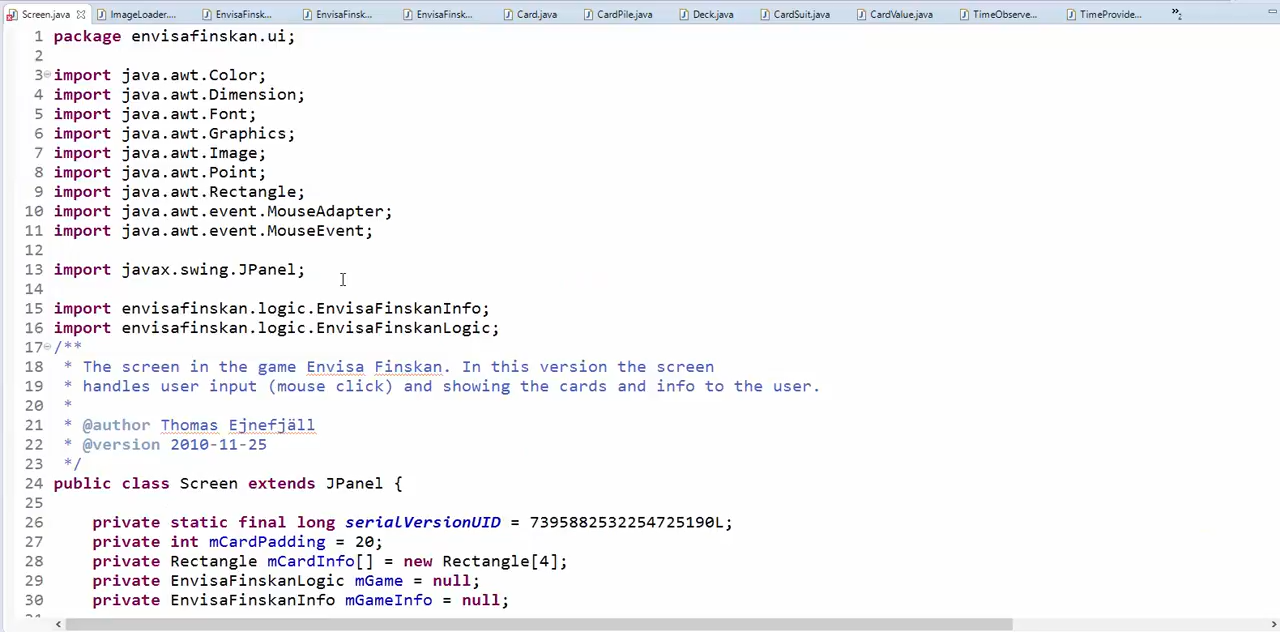 Screen.java ImageLoader.... EnvisaFinsk... EnvisaFinsk... EnvisaFinsk... Card.java CardPile.java Deck.java CardSuit.java CardValue.java TimeObserve... TimeProvide... »2
1 package envisafinskan.ui;
2
3 import java.awt.Color;
4 import java.awt.Dimension;
5 import java.awt.Font;
6 import java.awt.Graphics;
7 import java.awt.Image;
8 import java.awt.Point;
9 import java.awt.Rectangle;
10 import java.awt.event.MouseAdapter;
11 import java.awt.event.MouseEvent;
12
13 import javax.swing.JPanel;
14
15 import envisafinskan.logic.EnvisaFinskanInfo;
16 import envisafinskan.logic.EnvisaFinskanLogic;
17 /**
18  * The screen in the game Envisa Finskan. In this version the screen
19  * handles user input (mouse click) and showing the cards and info to the user.
20  *
21  * @author Thomas Ejnefjäll
22  * @version 2010-11-25
23  */
24 public class Screen extends JPanel {
25
26     private static final long serialVersionUID = 7395882532254725190L;
27     private int mCardPadding = 20;
28     private Rectangle mCardInfo[] = new Rectangle[4];
29     private EnvisaFinskanLogic mGame = null;
30     private EnvisaFinskanInfo mGameInfo = null;